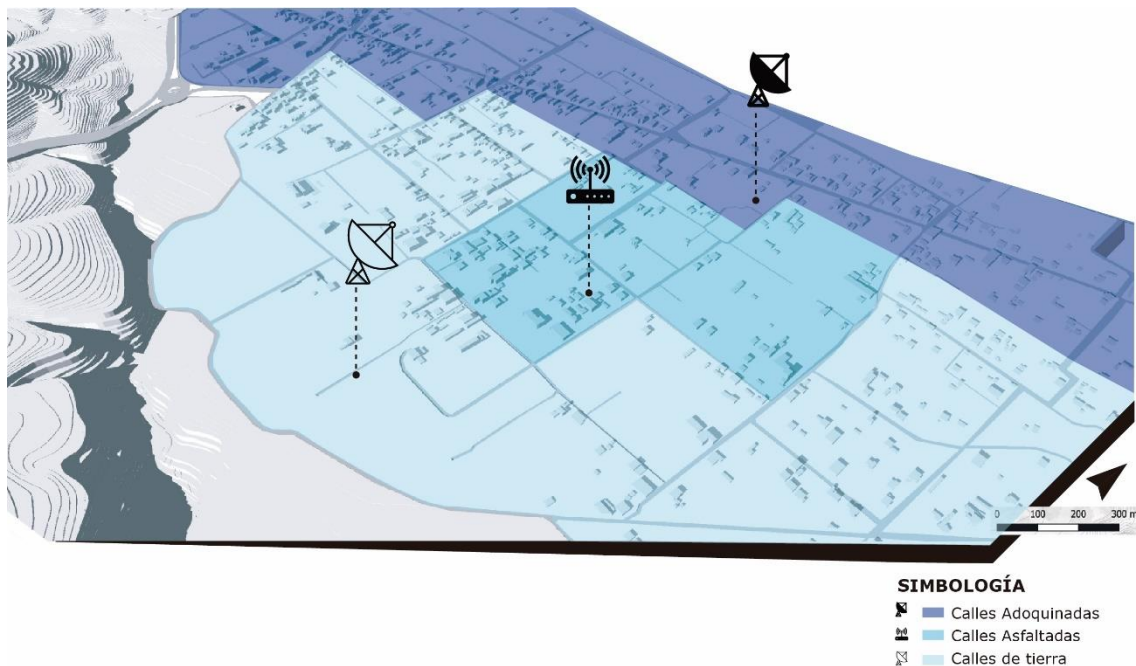 0 100 200 300 m
SIMBOLOGÍA
Calles Adoquinadas
Calles Asfaltadas
Calles de tierra